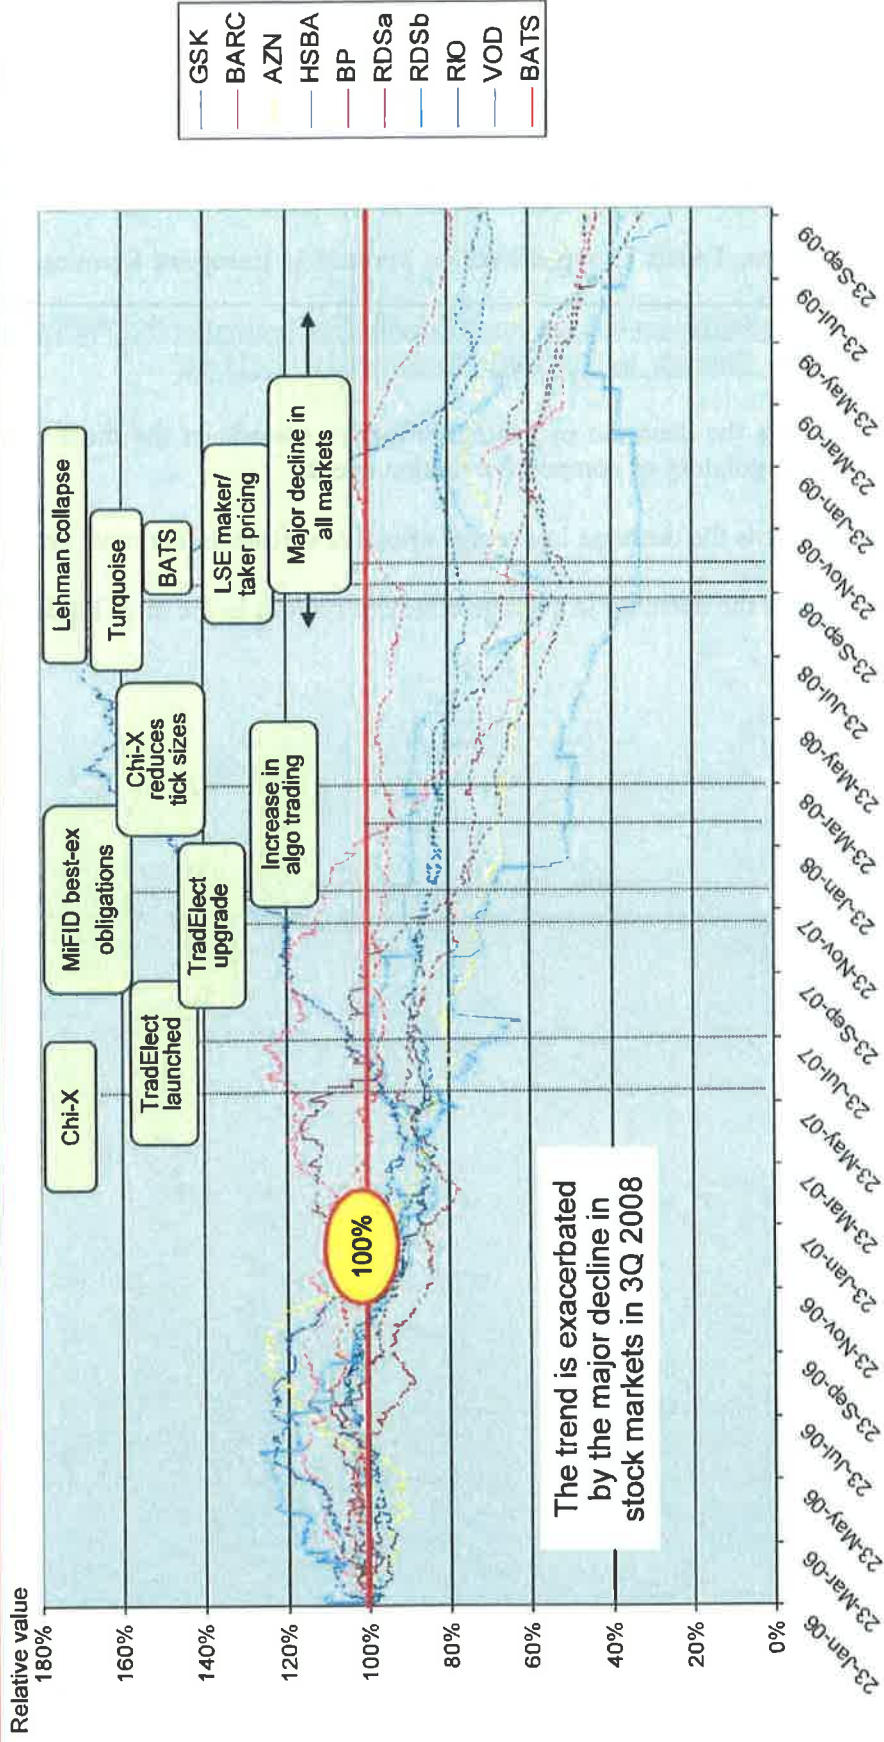 Relative value
180%
160%
140%
120%
100%
80%
60%
40%
20%
0%
Chi-X
TradElect
launched
MiFID best-ex
obligations
TradElect
upgrade
Chi-X
reduces
tick sizes
Increase in
algo trading
Lehman collapse
Turquoise
BATS
LSE maker/
taker pricing
Major decline in
all markets
100%
The trend is exacerbated
by the major decline in
stock markets in 3Q 2008
23-Jan-06
23-Mar-06
23-May-06
23-Jul-06
23-Sep-06
23-Nov-06
23-Jan-07
23-Mar-07
23-May-07
23-Jul-07
23-Sep-07
23-Nov-07
23-Jan-08
23-Mar-08
23-May-08
23-Jul-08
23-Sep-08
23-Nov-08
23-Jan-09
23-Mar-09
23-May-09
23-Jul-09
23-Sep-09
GSK
BARC
AZN
HSBA
BP
RDSa
RDSb
RIO
VOD
BATS